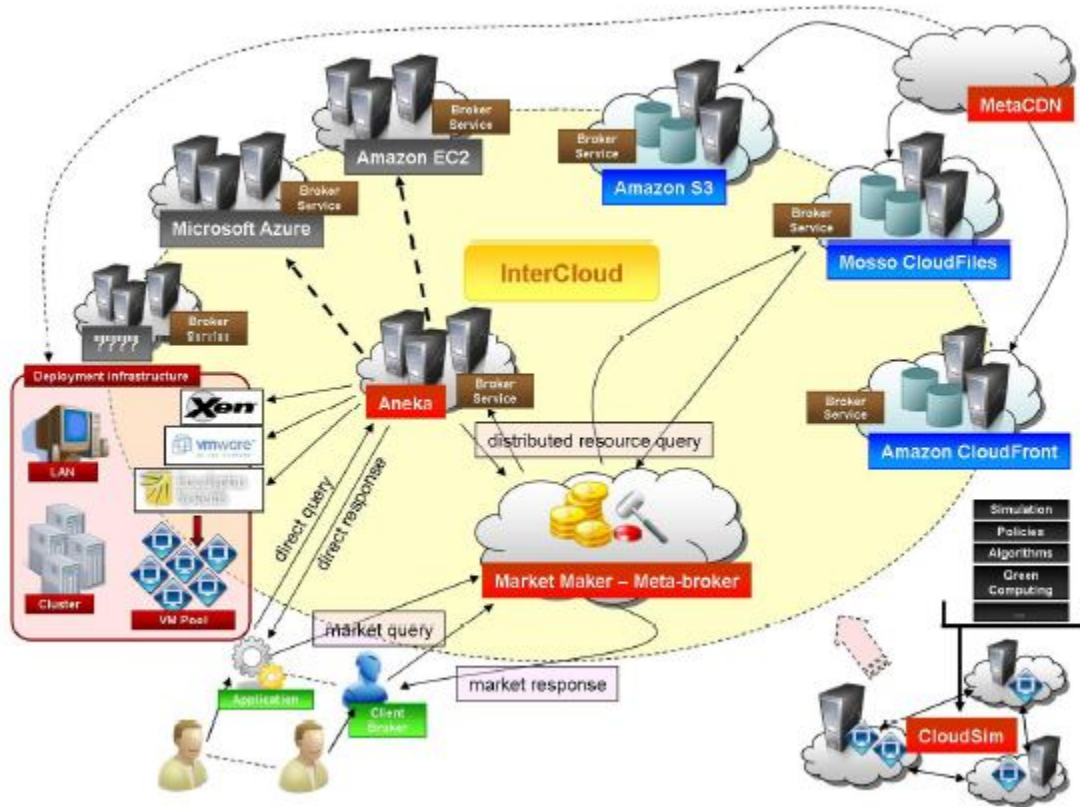 MetaCDN
Broker
Service
Amazon EC2
Broker
Service
Amazon S3
Broker
Service
Microsoft Azure
Broker
Service
Mosso CloudFiles
InterCloud
????
Broker
Service
Deployment infrastructure
Xen
vmware
LAN
Cluster
VM Pool
Aneka
Broker
Service
distributed resource query
Broker
Service
Amazon CloudFront
direct query
direct response
Market Maker – Meta-broker
Simulation
Policies
Algorithms
Green
Computing
...
market query
market response
Application
Client
Broker
CloudSim